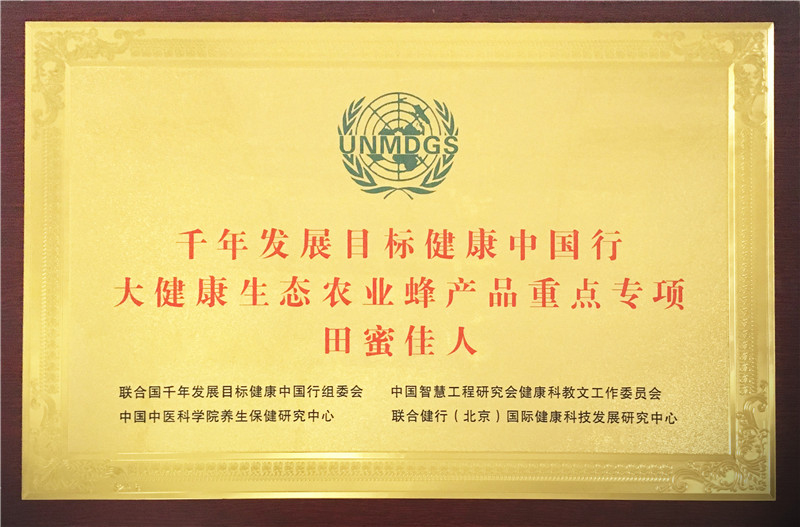 UNMDGS
千年发展目标健康中国行
大健康生态农业蜂产品重点专项
田蜜佳人
联合国千年发展目标健康中国行组委会 中国智慧工程研究会健康科教文工作委员会
中国中医科学院养生保健研究中心 联合健行（北京）国际健康科技发展研究中心